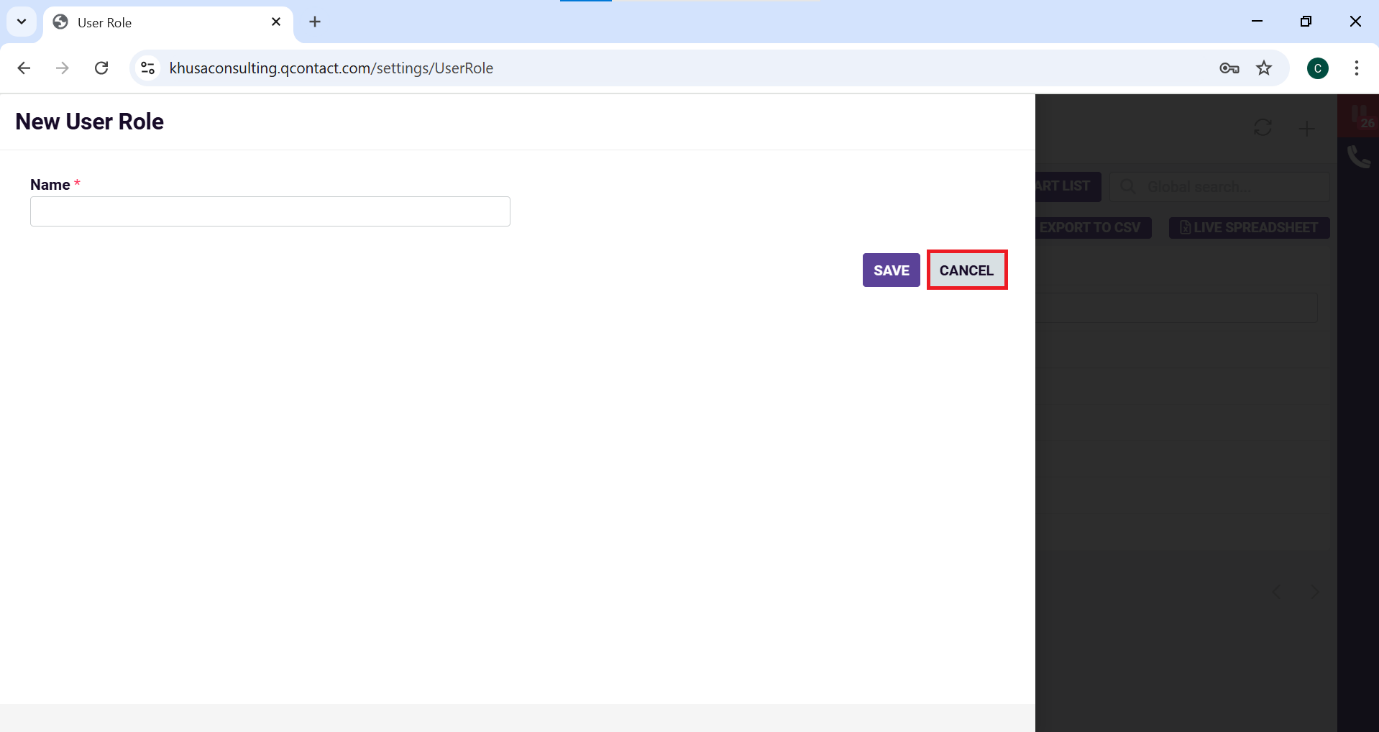 User Role
khusaconsulting.qcontact.com/settings/UserRole
C
New User Role
26
Name *
ART LIST
Global search...
EXPORT TO CSV
LIVE SPREADSHEET
SAVE
CANCEL